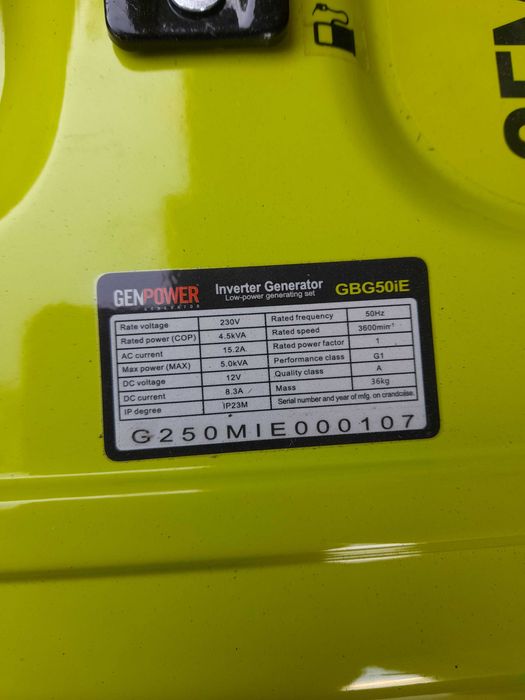 GEN
GENPOWER
GENERATOR
Inverter Generator
Low-power generating set
GBG50iE
Rate voltage 230V Rated frequency 50Hz
Rated power (COP) 4.5kVA Rated speed 3600min⁻¹
AC current 15.2A Rated power factor 1
Max power (MAX) 5.0kVA Performance class G1
DC voltage 12V Quality class A
DC current 8.3A Mass 36kg
IP degree IP23M Serial number and year of mfg. on crandcase.
G250MIE000107